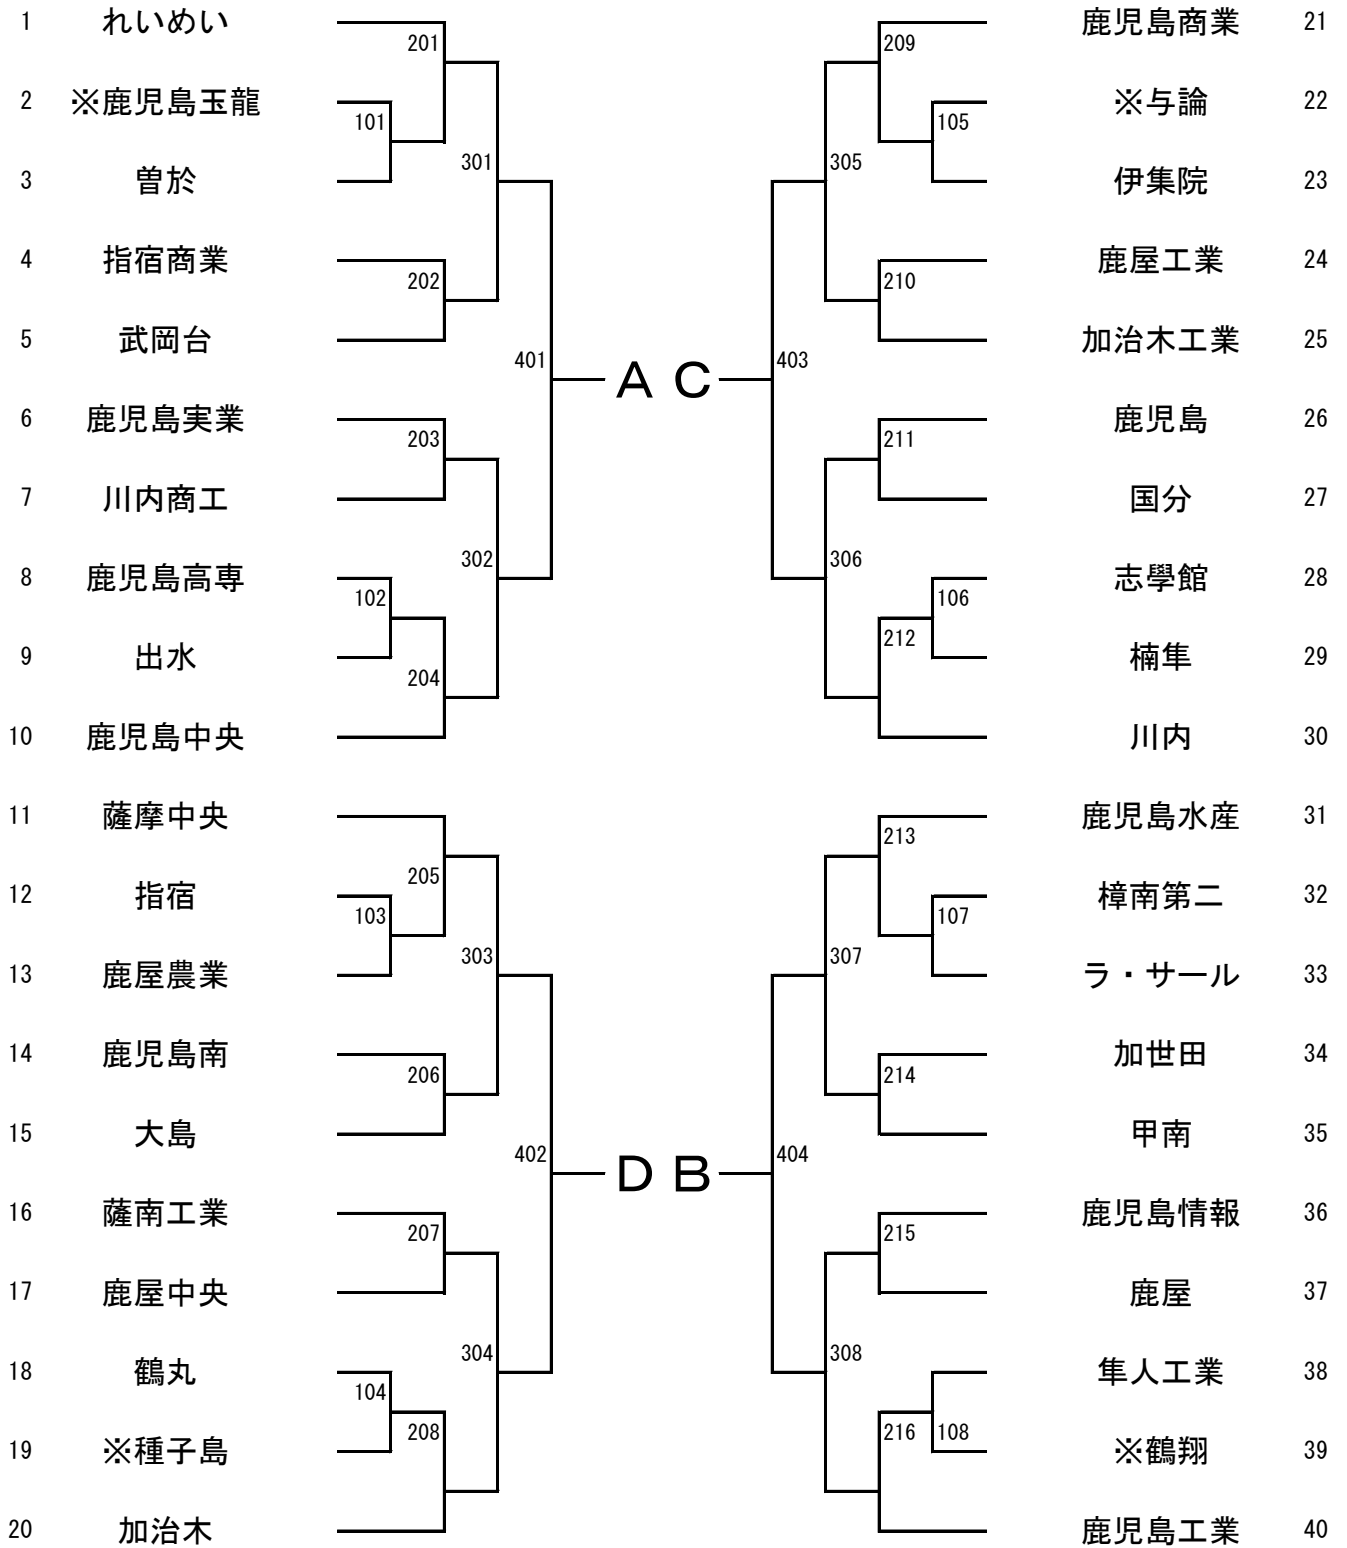 1 れいめい 鹿児島商業 21
201 209
2 ※鹿児島玉龍 ※与論 22
101 105
301 305
3 曽於 伊集院 23
4 指宿商業 鹿屋工業 24
202 210
5 武岡台 加治木工業 25
401 A C 403
6 鹿児島実業 鹿児島 26
203 211
7 川内商工 国分 27
302 306
8 鹿児島高専 志學館 28
102 106
212
9 出水 楠隼 29
204
10 鹿児島中央 川内 30
11 薩摩中央 鹿児島水産 31
213
205
12 指宿 樟南第二 32
103 107
303 307
13 鹿屋農業 ラ・サール 33
14 鹿児島南 加世田 34
206 214
15 大島 甲南 35
402 D B 404
16 薩南工業 鹿児島情報 36
207 215
17 鹿屋中央 鹿屋 37
304 308
18 鶴丸 隼人工業 38
104
208 216 108
19 ※種子島 ※鶴翔 39
20 加治木 鹿児島工業 40